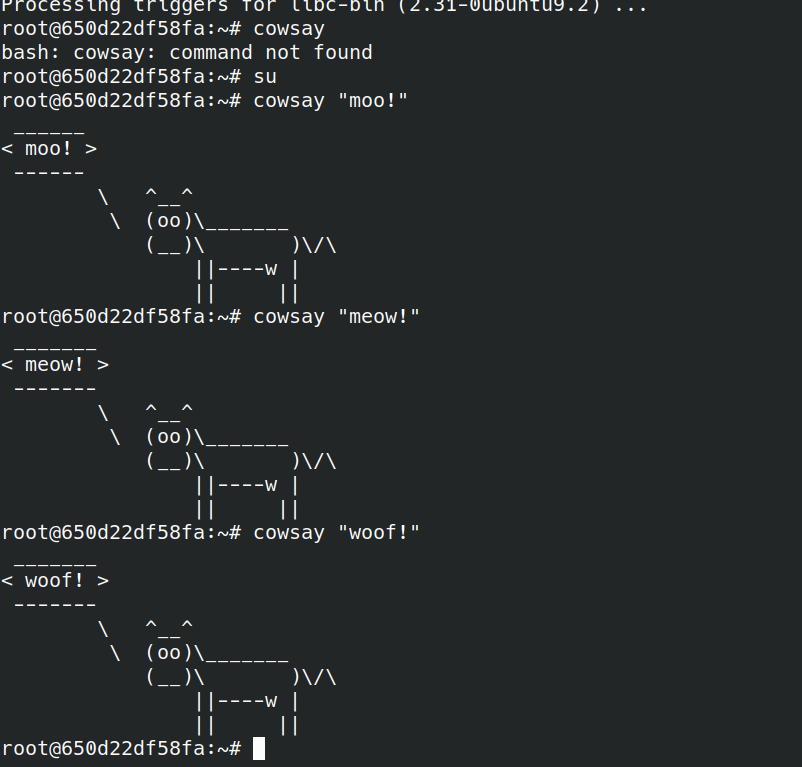 Processing triggers for libc-bin (2.31-0ubuntu9.2) ...
root@650d22df58fa:~# cowsay
bash: cowsay: command not found
root@650d22df58fa:~# su
root@650d22df58fa:~# cowsay "moo!"
 ______
< moo! >
 ------
        \   ^__^
         \  (oo)\_______
            (__)\       )\/\
                ||----w |
                ||     ||
root@650d22df58fa:~# cowsay "meow!"
 _______
< meow! >
 -------
        \   ^__^
         \  (oo)\_______
            (__)\       )\/\
                ||----w |
                ||     ||
root@650d22df58fa:~# cowsay "woof!"
 _______
< woof! >
 -------
        \   ^__^
         \  (oo)\_______
            (__)\       )\/\
                ||----w |
                ||     ||
root@650d22df58fa:~#